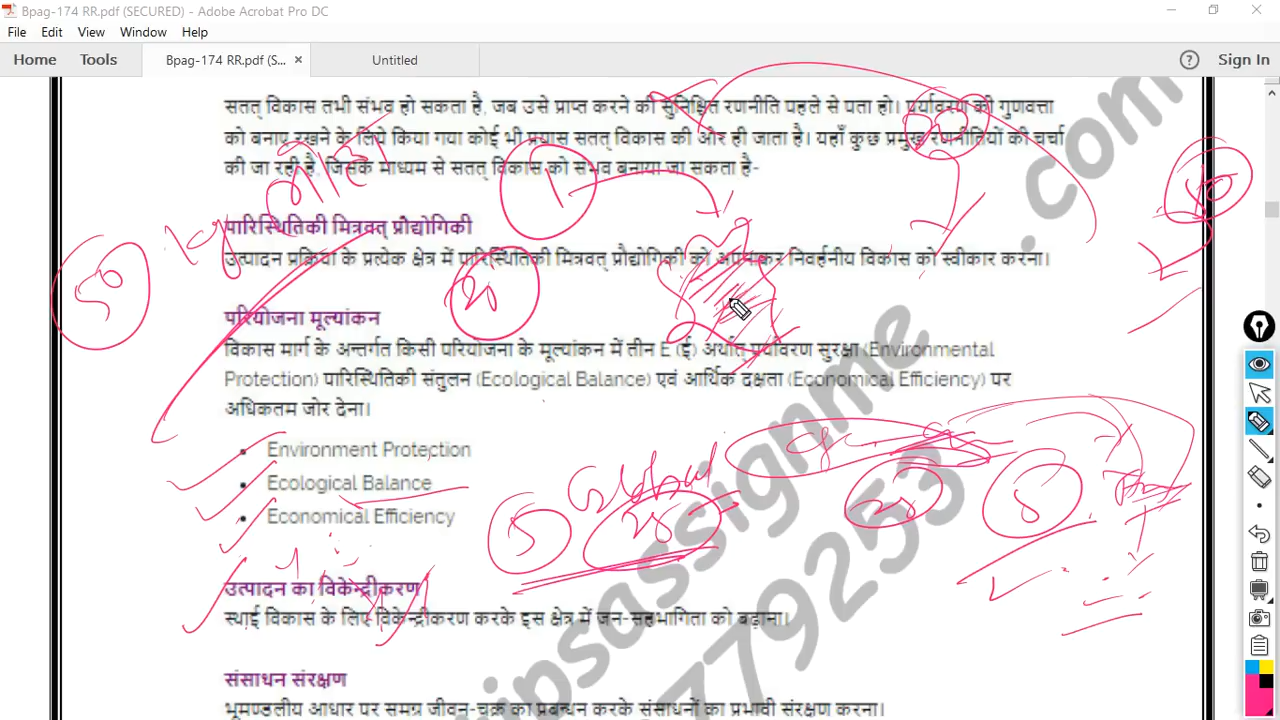 Bpag-174 RR.pdf (SECURED) - Adobe Acrobat Pro DC
File Edit View Window Help
Home Tools Bpag-174 RR.pdf (S... × Untitled Sign In
सतत् विकास तभी संभव हो सकता है, जब उसे प्राप्त करने की सुनिश्चित रणनीति पहले से पता हो। पर्यावरण की गुणवत्ता
को बनाए रखने के लिये किया गया कोई भी प्रयास सतत् विकास की ओर ही जाता है। यहाँ कुछ प्रमुख रणनीतियों की चर्चा
की जा रही है, जिसके माध्यम से सतत् विकास को संभव बनाया जा सकता है-
पारिस्थितिकी मित्रवत् प्रौद्योगिकी
उत्पादन प्रक्रिया के प्रत्येक क्षेत्र में पारिस्थितिकी मित्रवत् प्रौद्योगिकी को अपनाकर निवर्हनीय विकास को स्वीकार करना।
परियोजना मूल्यांकन
विकास मार्ग के अन्तर्गत किसी परियोजना के मूल्यांकन में तीन E (ई) अर्थात् पर्यावरण सुरक्षा (Environmental
Protection) पारिस्थितिकी संतुलन (Ecological Balance) एवं आर्थिक दक्षता (Economical Efficiency) पर
अधिकतम जोर देना।
• Environment Protection
• Ecological Balance
• Economical Efficiency
Global
उत्पादन का विकेन्द्रीकरण
स्थाई विकास के लिए विकेन्द्रीकरण करके इस क्षेत्र में जन-सहभागिता को बढ़ाना।
संसाधन संरक्षण
भूमण्डलीय आधार पर समग्र जीवन-चक्र का प्रबन्धन करके संसाधनों का प्रभावी संरक्षण करना।
ipsassignme
.co
779253